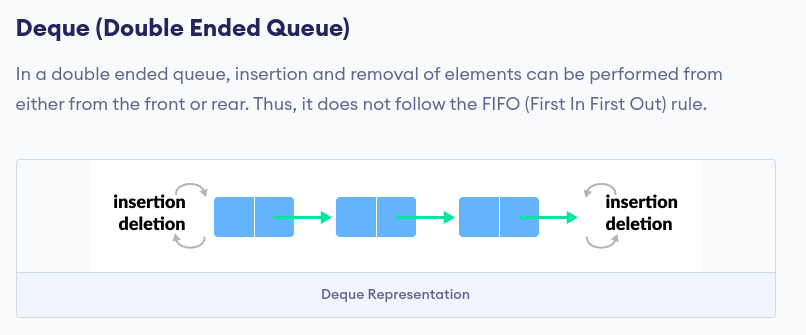 Deque (Double Ended Queue)
In a double ended queue, insertion and removal of elements can be performed from
either from the front or rear. Thus, it does not follow the FIFO (First In First Out) rule.
insertion
deletion
insertion
deletion
Deque Representation